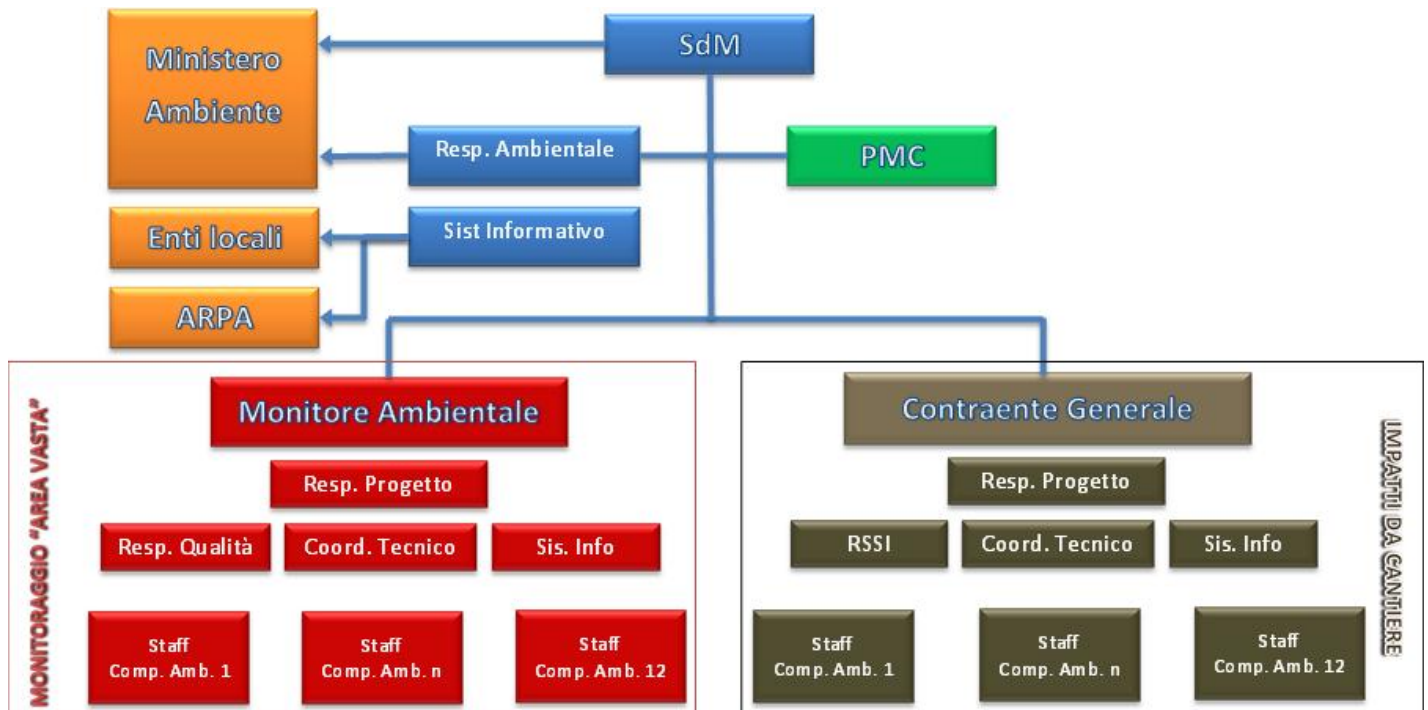 SdM
Ministero
Ambiente
Resp. Ambientale
PMC
Sist Informativo
Enti locali
ARPA
MONITORAGGIO "AREA VASTA"
Monitore Ambientale
Resp. Progetto
Resp. Qualità
Coord. Tecnico
Sis. Info
Staff
Comp. Amb. 1
Staff
Comp. Amb. n
Staff
Comp. Amb. 12
Contraente Generale
Resp. Progetto
RSSI
Coord. Tecnico
Sis. Info
Staff
Comp. Amb. 1
Staff
Comp. Amb. n
Staff
Comp. Amb. 12
IMPATTI DA CANTIERE